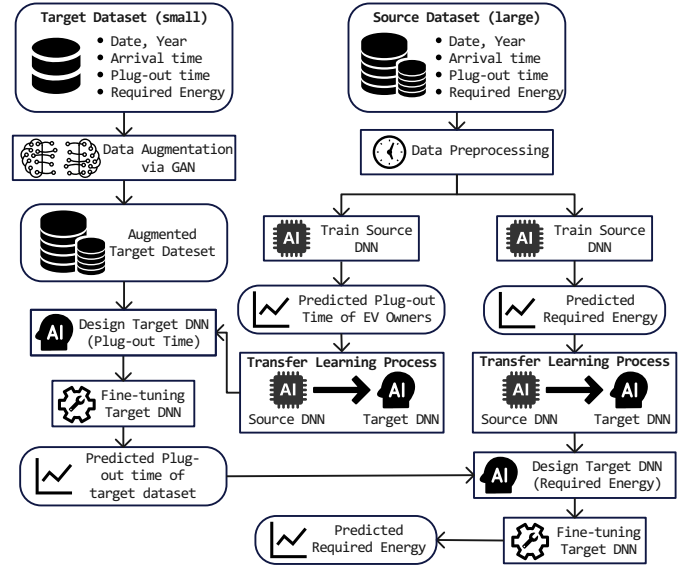 Target Dataset (small)
• Date, Year
• Arrival time
• Plug-out time
• Required Energy
Source Dataset (large)
• Date, Year
• Arrival time
• Plug-out time
• Required Energy
Data Augmentation
via GAN
Data Preprocessing
Augmented
Target Dateset
AI
Train Source
DNN
AI
Train Source
DNN
Predicted Plug-out
Time of EV Owners
Predicted
Required Energy
AI
Design Target DNN
(Plug-out Time)
Transfer Learning Process
AI
AI
Source DNN
Target DNN
Transfer Learning Process
AI
AI
Source DNN
Target DNN
Fine-tuning
Target DNN
Predicted Plug-
out time of
target dataset
AI
Design Target DNN
(Required Energy)
Predicted
Required Energy
Fine-tuning
Target DNN